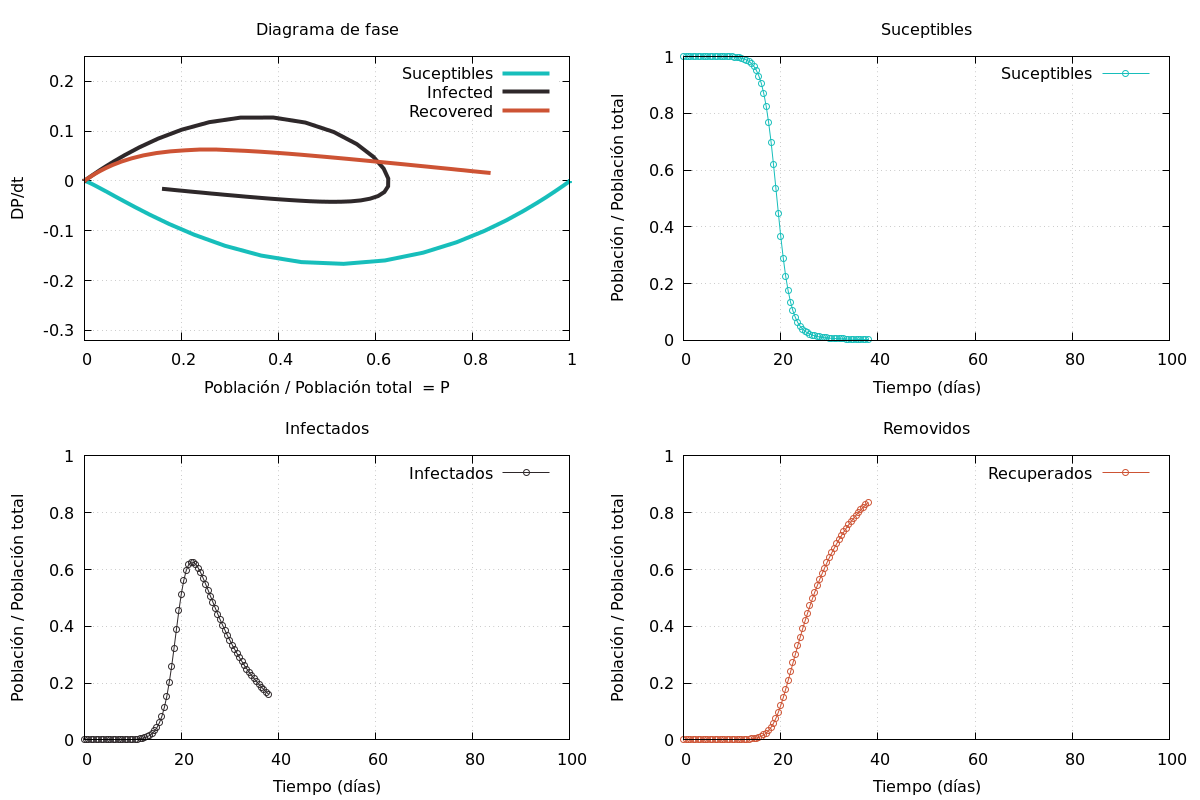 Diagrama de fase
Suceptibles
Infected
Recovered
0.2
0.1
0
-0.1
-0.2
-0.3
DP/dt
0 0.2 0.4 0.6 0.8 1
Población / Población total = P
Suceptibles
Suceptibles
1
0.8
0.6
0.4
0.2
0
Población / Población total
0 20 40 60 80 100
Tiempo (días)
Infectados
Infectados
1
0.8
0.6
0.4
0.2
0
Población / Población total
0 20 40 60 80 100
Tiempo (días)
Removidos
Recuperados
1
0.8
0.6
0.4
0.2
0
Población / Población total
0 20 40 60 80 100
Tiempo (días)